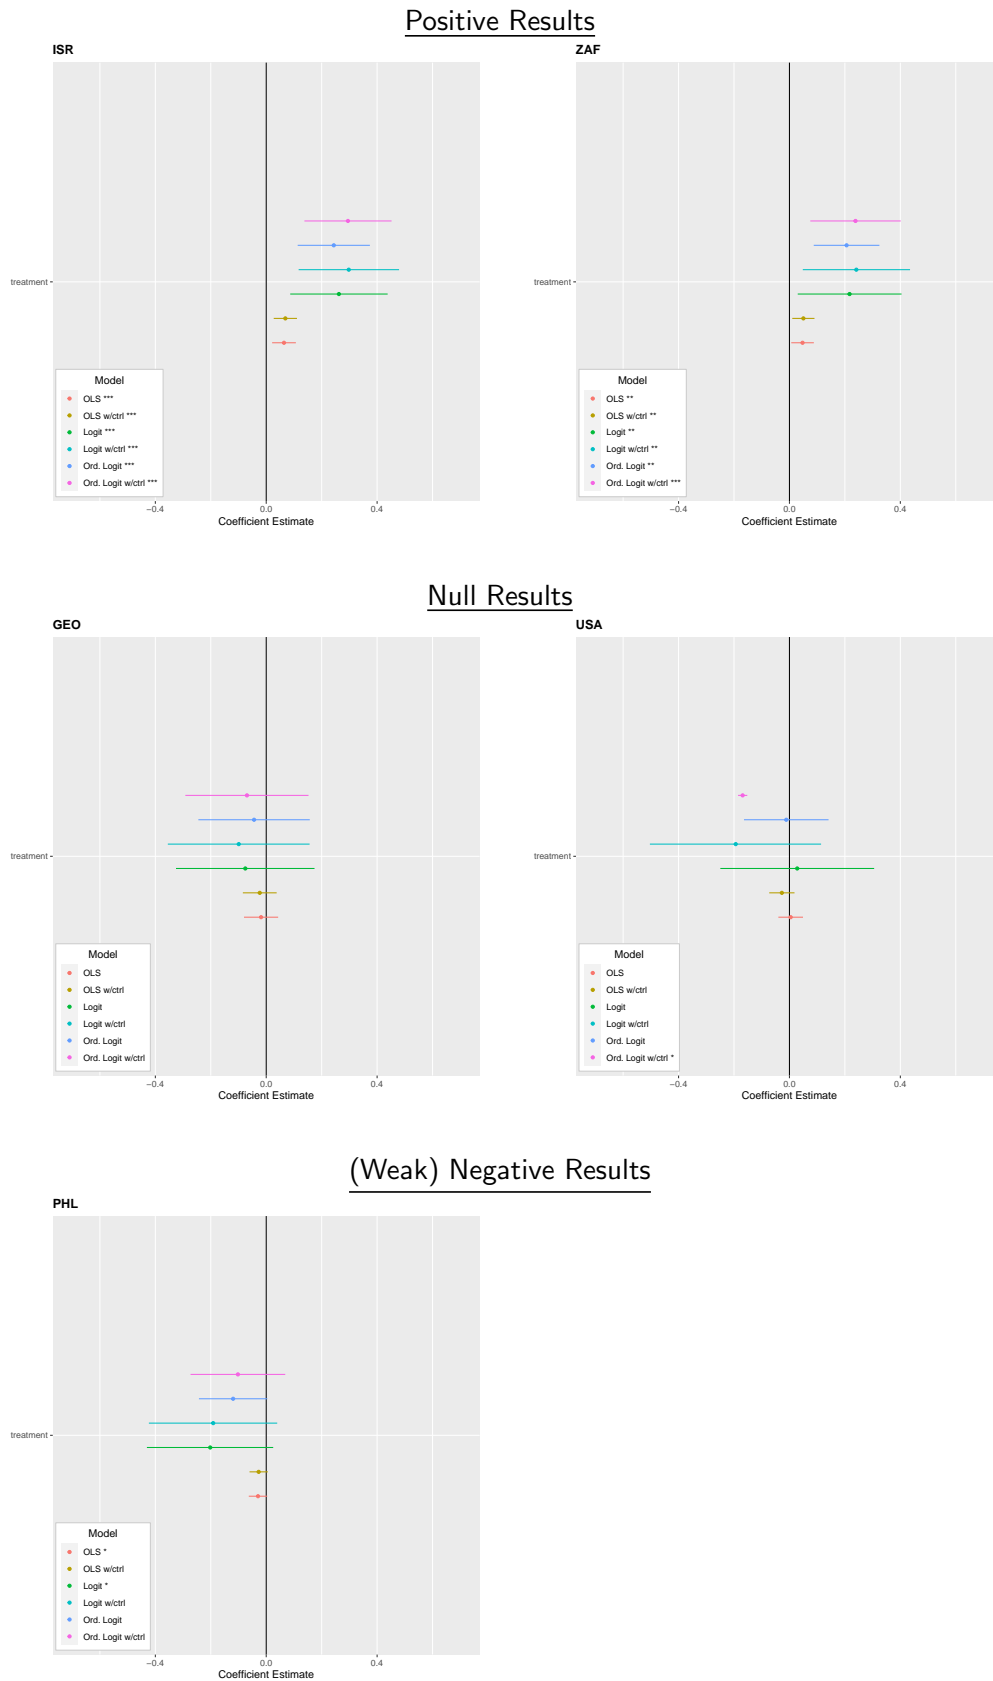 Positive Results
ISR
treatment
Model
OLS ***
OLS w/ctrl ***
Logit ***
Logit w/ctrl ***
Ord. Logit ***
Ord. Logit w/ctrl ***
−0.4 0.0 0.4
Coefficient Estimate
ZAF
treatment
Model
OLS **
OLS w/ctrl **
Logit **
Logit w/ctrl **
Ord. Logit **
Ord. Logit w/ctrl ***
−0.4 0.0 0.4
Coefficient Estimate
Null Results
GEO
treatment
Model
OLS
OLS w/ctrl
Logit
Logit w/ctrl
Ord. Logit
Ord. Logit w/ctrl
−0.4 0.0 0.4
Coefficient Estimate
USA
treatment
Model
OLS
OLS w/ctrl
Logit
Logit w/ctrl
Ord. Logit
Ord. Logit w/ctrl *
−0.4 0.0 0.4
Coefficient Estimate
(Weak) Negative Results
PHL
treatment
Model
OLS *
OLS w/ctrl
Logit *
Logit w/ctrl
Ord. Logit
Ord. Logit w/ctrl
−0.4 0.0 0.4
Coefficient Estimate